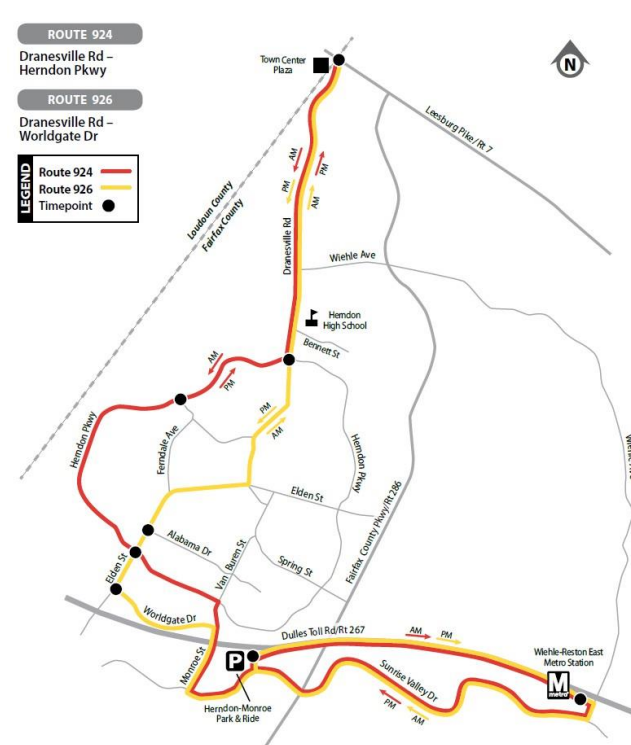 ROUTE 924
Dranesville Rd –
Herndon Pkwy
ROUTE 926
Dranesville Rd –
Worldgate Dr
LEGEND
Route 924
Route 926
Timepoint
Town Center
Plaza
N
Leesburg Pike/Rt 7
Loudoun County
Fairfax County
AM
PM
PM
AM
Dranesville Rd
Wiehle Ave
Herndon
High School
Bennett St
AM
PM
PM
AM
Herndon Pkwy
Ferndale Ave
Herndon Pkwy
Elden St
Fairfax County Pkwy/Rt 286
Alabama Dr
Van Buren St
Spring St
Elden St
Worldgate Dr
Monroe St
Dulles Toll Rd/Rt 267
AM
PM
Wiehle-Reston East
Metro Station
M
metro
P
Herndon-Monroe
Park & Ride
Sunrise Valley Dr
PM
AM